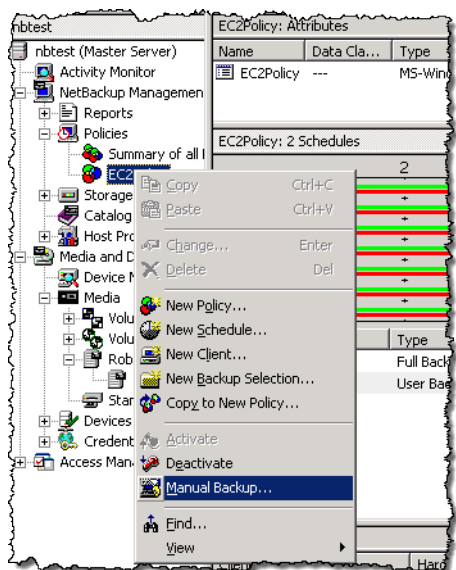 nbtest
EC2Policy: Attributes
nbtest (Master Server)
Name Data Cla... Type
Activity Monitor
EC2Policy --- MS-Wind
NetBackup Managemen
Reports
Policies
EC2Policy: 2 Schedules
Summary of all
2
EC2
Copy Ctrl+C
Storage
Paste Ctrl+V
Catalog
Host Pro
Change... Enter
Media and D
Delete Del
Device M
Media
New Policy...
Volu
New Schedule...
Type
Volu
New Client...
Full Back
Rob
New Backup Selection...
User Bac
Copy to New Policy...
Star
Devices
Activate
Credent
Deactivate
Access Man
Manual Backup...
Find...
View
Client
Hard